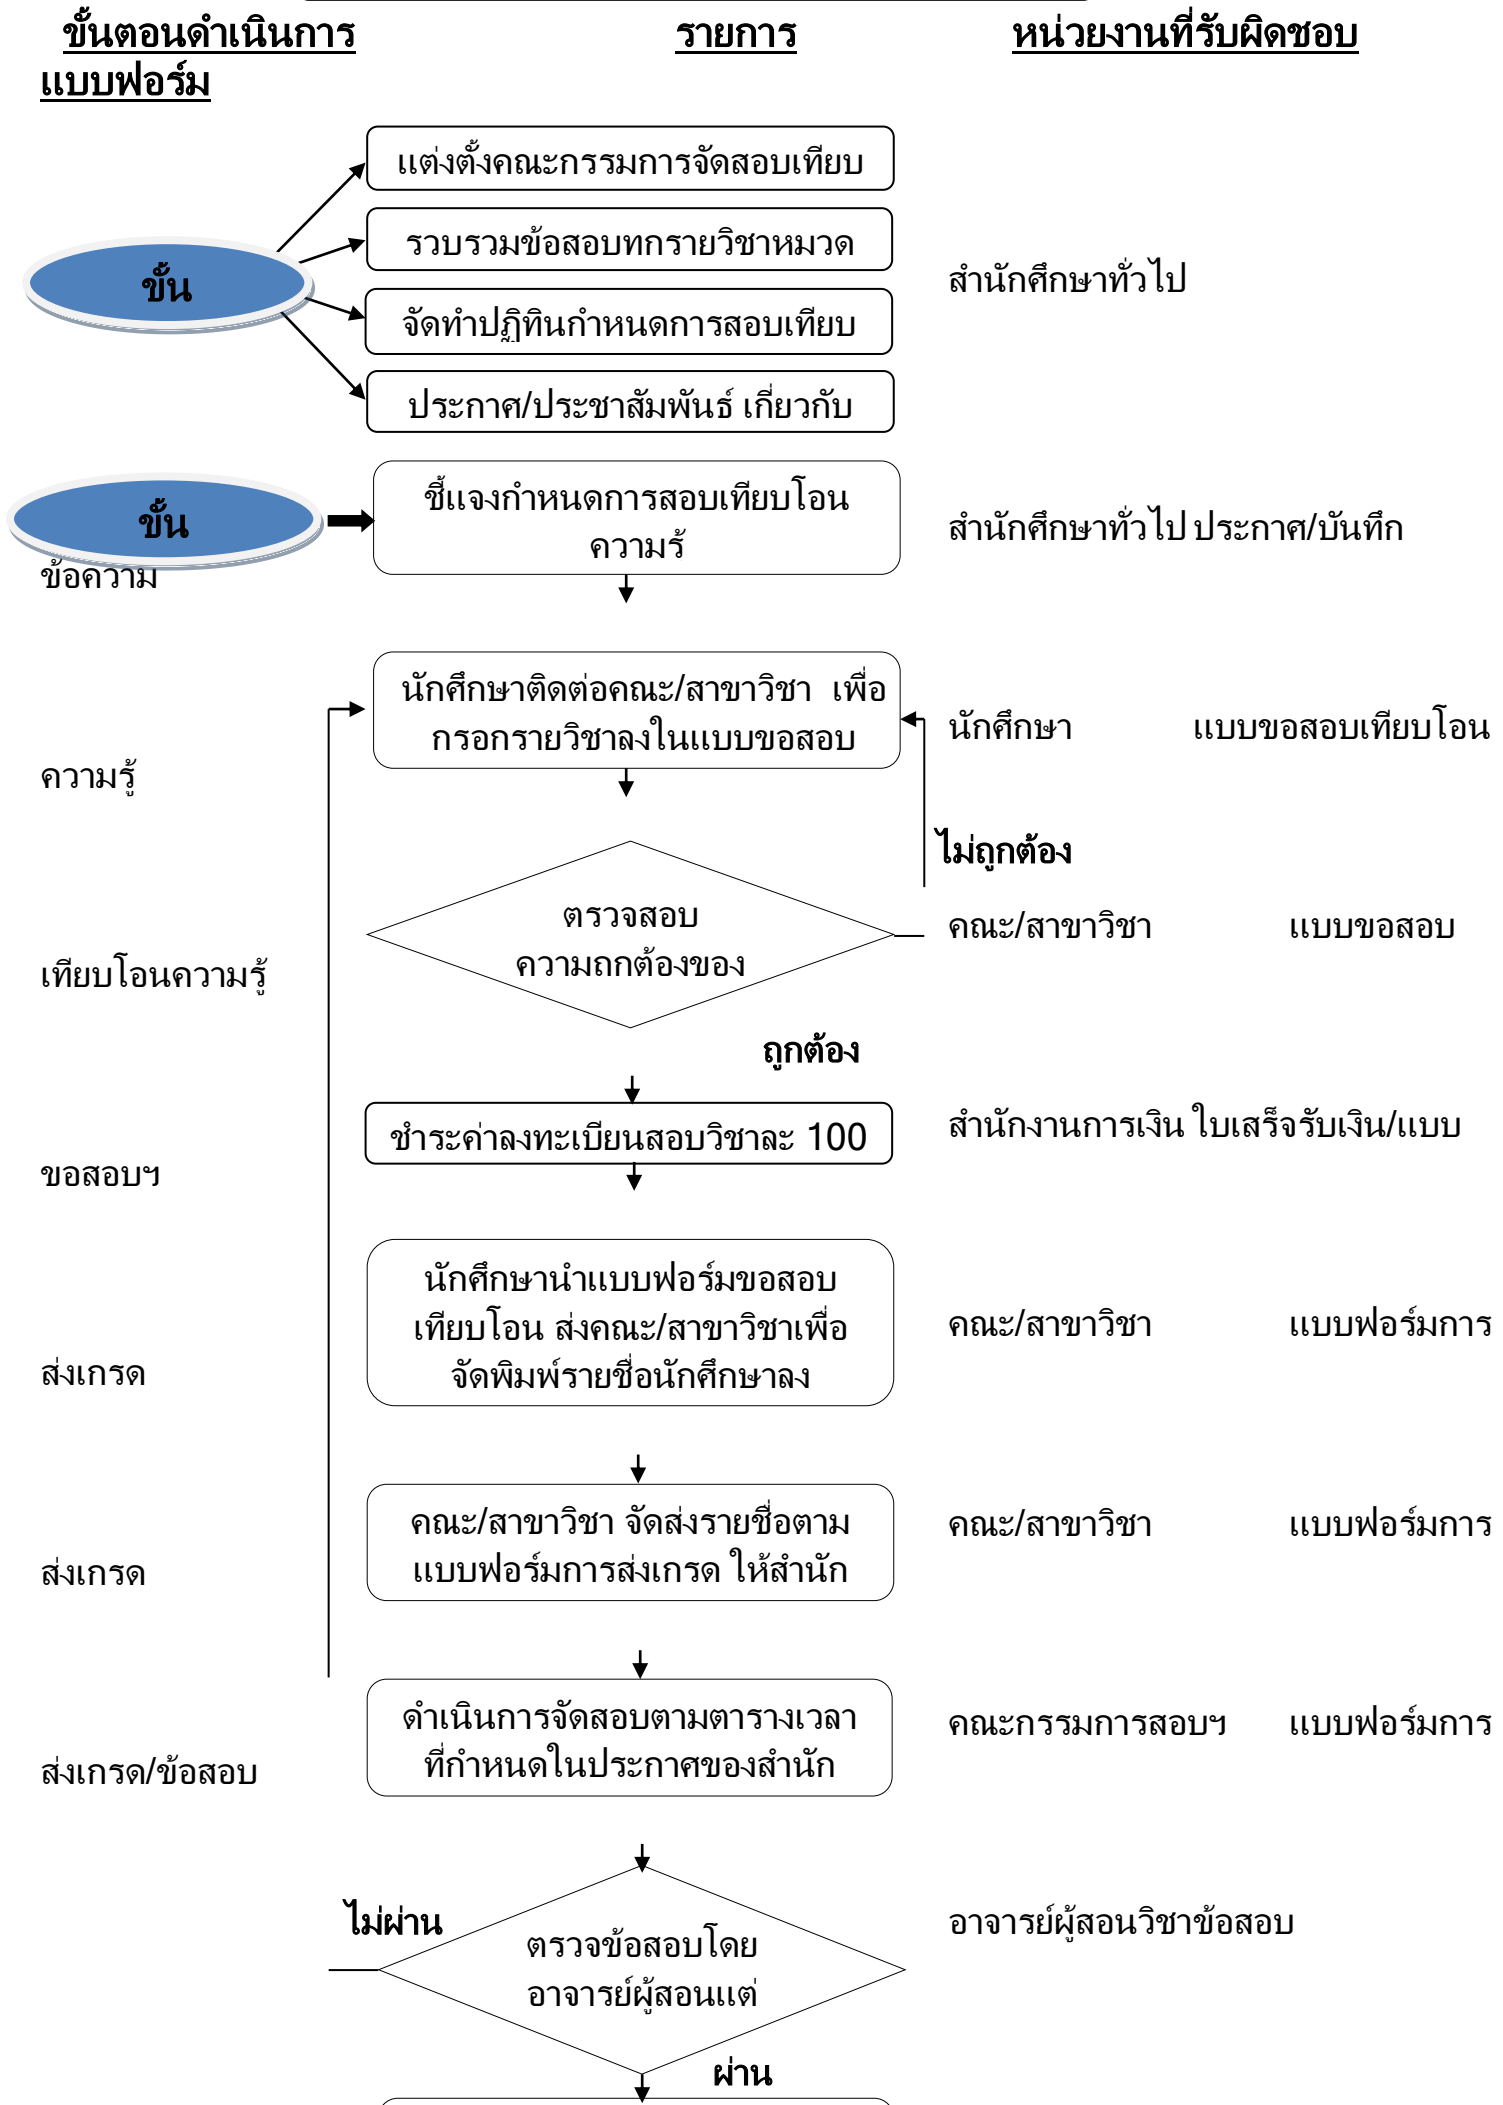 ขั้นตอนดำเนินการ รายการ หน่วยงานที่รับผิดชอบ
แบบฟอร์ม
แต่งตั้งคณะกรรมการจัดสอบเทียบ
รวบรวมข้อสอบทกรายวิชาหมวด
ขั้น
สำนักศึกษาทั่วไป
จัดทำปฏิทินกำหนดการสอบเทียบ
ประกาศ/ประชาสัมพันธ์ เกี่ยวกับ
ชี้แจงกำหนดการสอบเทียบโอน
ความรู้
ขั้น
สำนักศึกษาทั่วไป ประกาศ/บันทึก
ข้อความ
นักศึกษาติดต่อคณะ/สาขาวิชา เพื่อ
กรอกรายวิชาลงในแบบขอสอบ
นักศึกษา แบบขอสอบเทียบโอน
ความรู้
ไม่ถูกต้อง
ตรวจสอบ
ความถกต้องของ
คณะ/สาขาวิชา แบบขอสอบ
เทียบโอนความรู้
ถูกต้อง
ชำระค่าลงทะเบียนสอบวิชาละ 100
สำนักงานการเงิน ใบเสร็จรับเงิน/แบบ
ขอสอบฯ
นักศึกษานำแบบฟอร์มขอสอบ
เทียบโอน ส่งคณะ/สาขาวิชาเพื่อ
จัดพิมพ์รายชื่อนักศึกษาลง
คณะ/สาขาวิชา แบบฟอร์มการ
ส่งเกรด
คณะ/สาขาวิชา จัดส่งรายชื่อตาม
แบบฟอร์มการส่งเกรด ให้สำนัก
คณะ/สาขาวิชา แบบฟอร์มการ
ส่งเกรด
ดำเนินการจัดสอบตามตารางเวลา
ที่กำหนดในประกาศของสำนัก
คณะกรรมการสอบฯ แบบฟอร์มการ
ส่งเกรด/ข้อสอบ
ไม่ผ่าน
ตรวจข้อสอบโดย
อาจารย์ผู้สอนแต่
อาจารย์ผู้สอนวิชาข้อสอบ
ผ่าน